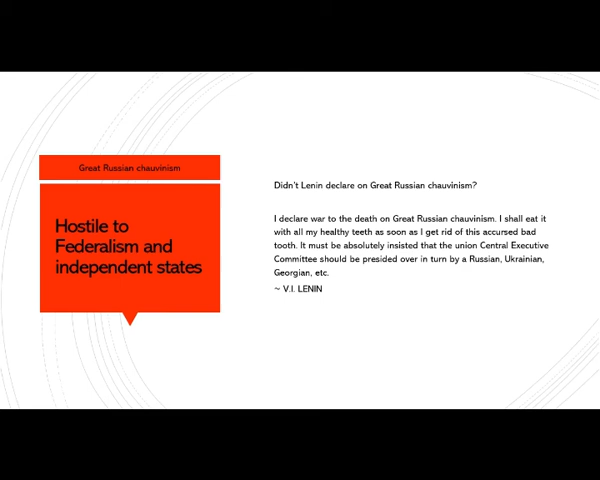 Great Russian chauvinism
Hostile to
Federalism and
independent states
Didn't Lenin declare on Great Russian chauvinism?
I declare war to the death on Great Russian chauvinism. I shall eat it
with all my healthy teeth as soon as I get rid of this accursed bad
tooth. It must be absolutely insisted that the union Central Executive
Committee should be presided over in turn by a Russian, Ukrainian,
Georgian, etc.
~ V.I. LENIN